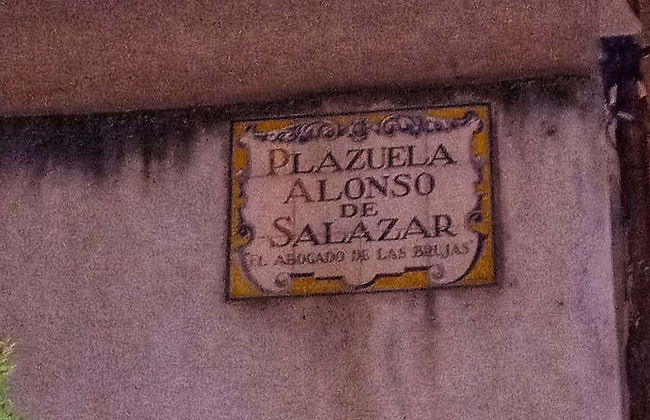 PLAZUELA
ALONSO
DE
SALAZAR
"EL ABOGADO DE LAS BRUJAS"